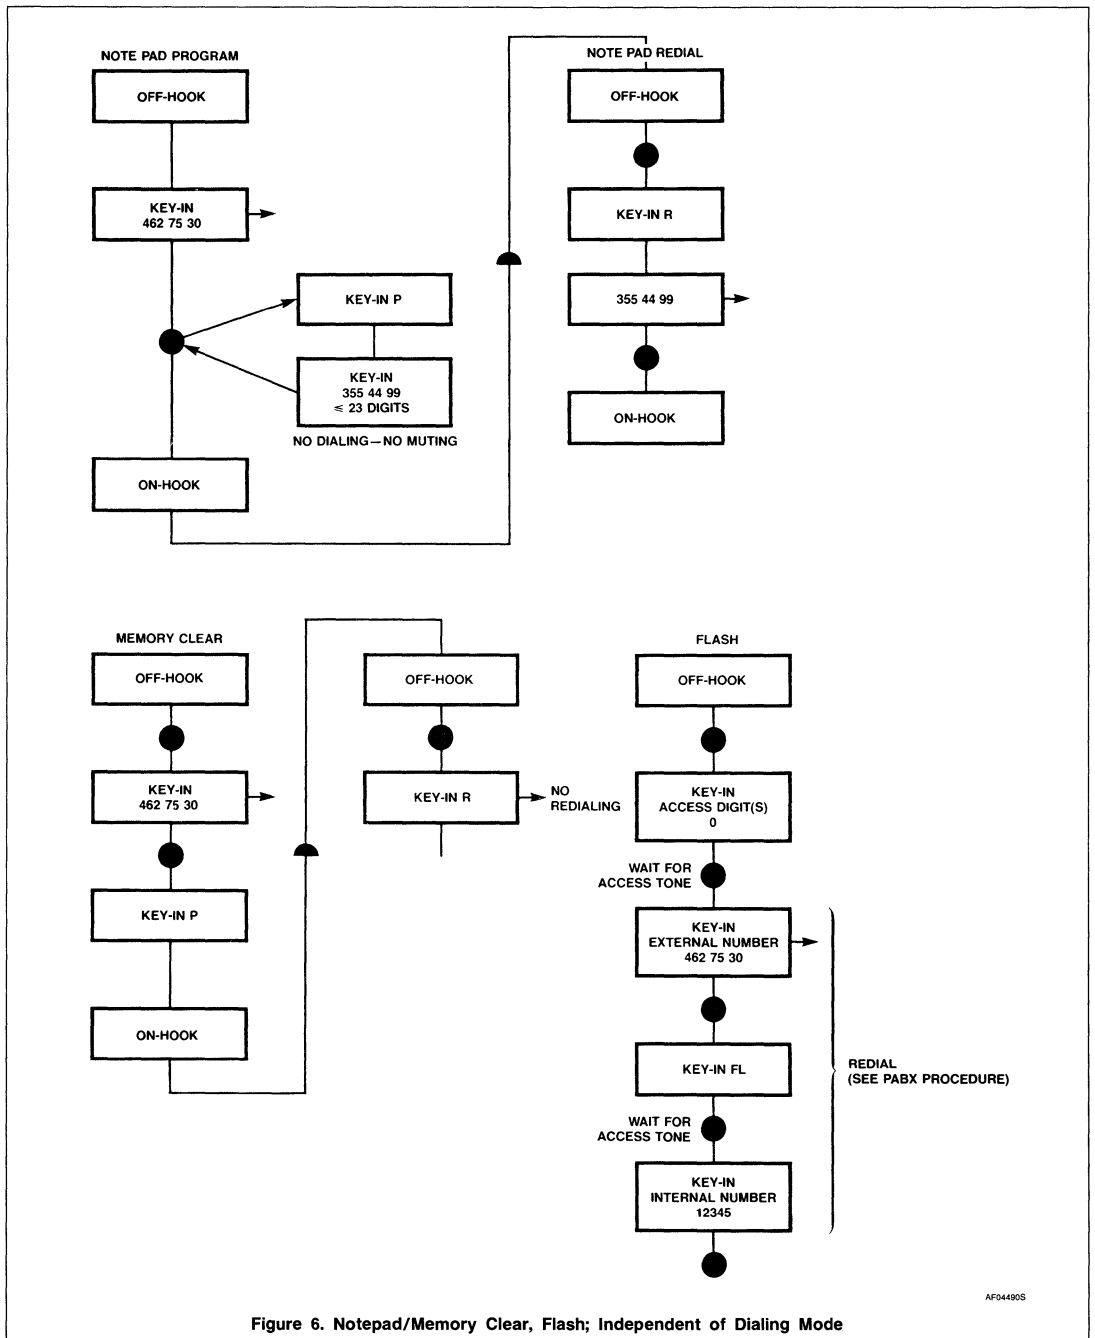 NOTE PAD PROGRAM
OFF-HOOK
KEY-IN
462 75 30
KEY-IN P
KEY-IN
355 44 99
≤ 23 DIGITS
NO DIALING—NO MUTING
ON-HOOK
NOTE PAD REDIAL
OFF-HOOK
KEY-IN R
355 44 99
ON-HOOK
MEMORY CLEAR
OFF-HOOK
KEY-IN
462 75 30
KEY-IN P
ON-HOOK
OFF-HOOK
KEY-IN R
NO
REDIALING
FLASH
OFF-HOOK
KEY-IN
ACCESS DIGIT(S)
0
WAIT FOR
ACCESS TONE
KEY-IN
EXTERNAL NUMBER
462 75 30
KEY-IN FL
WAIT FOR
ACCESS TONE
KEY-IN
INTERNAL NUMBER
12345
REDIAL
(SEE PABX PROCEDURE)
AF04490S
Figure 6. Notepad/Memory Clear, Flash; Independent of Dialing Mode